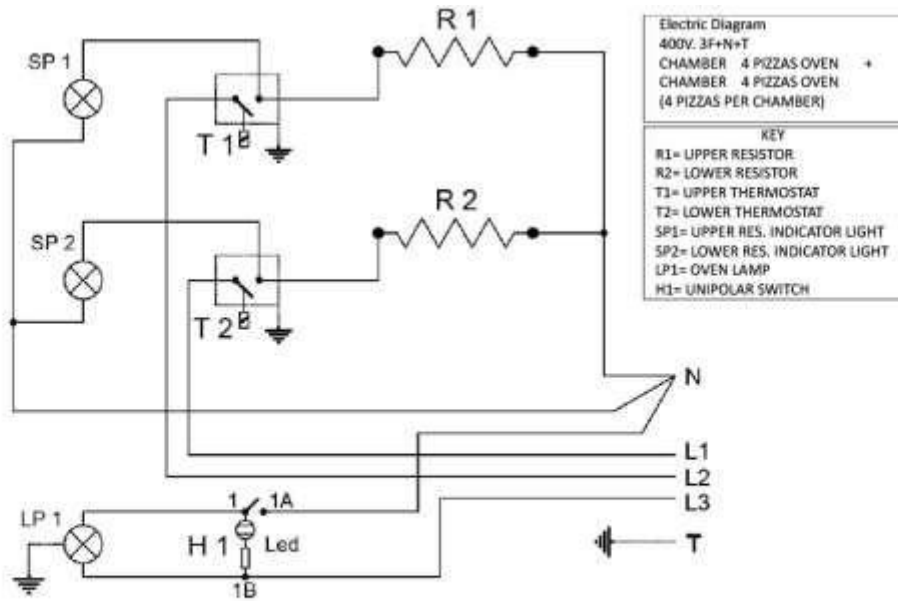 R 1
Electric Diagram
400V. 3F+N+T
CHAMBER 4 PIZZAS OVEN +
CHAMBER 4 PIZZAS OVEN
(4 PIZZAS PER CHAMBER)
SP 1
T 1
KEY
R1= UPPER RESISTOR
R2= LOWER RESISTOR
T1= UPPER THERMOSTAT
T2= LOWER THERMOSTAT
SP1= UPPER RES. INDICATOR LIGHT
SP2= LOWER RES. INDICATOR LIGHT
LP1= OVEN LAMP
H1= UNIPOLAR SWITCH
R 2
SP 2
T 2
N
L1
L2
L3
1 1A
LP 1
H 1 Led
T
1B